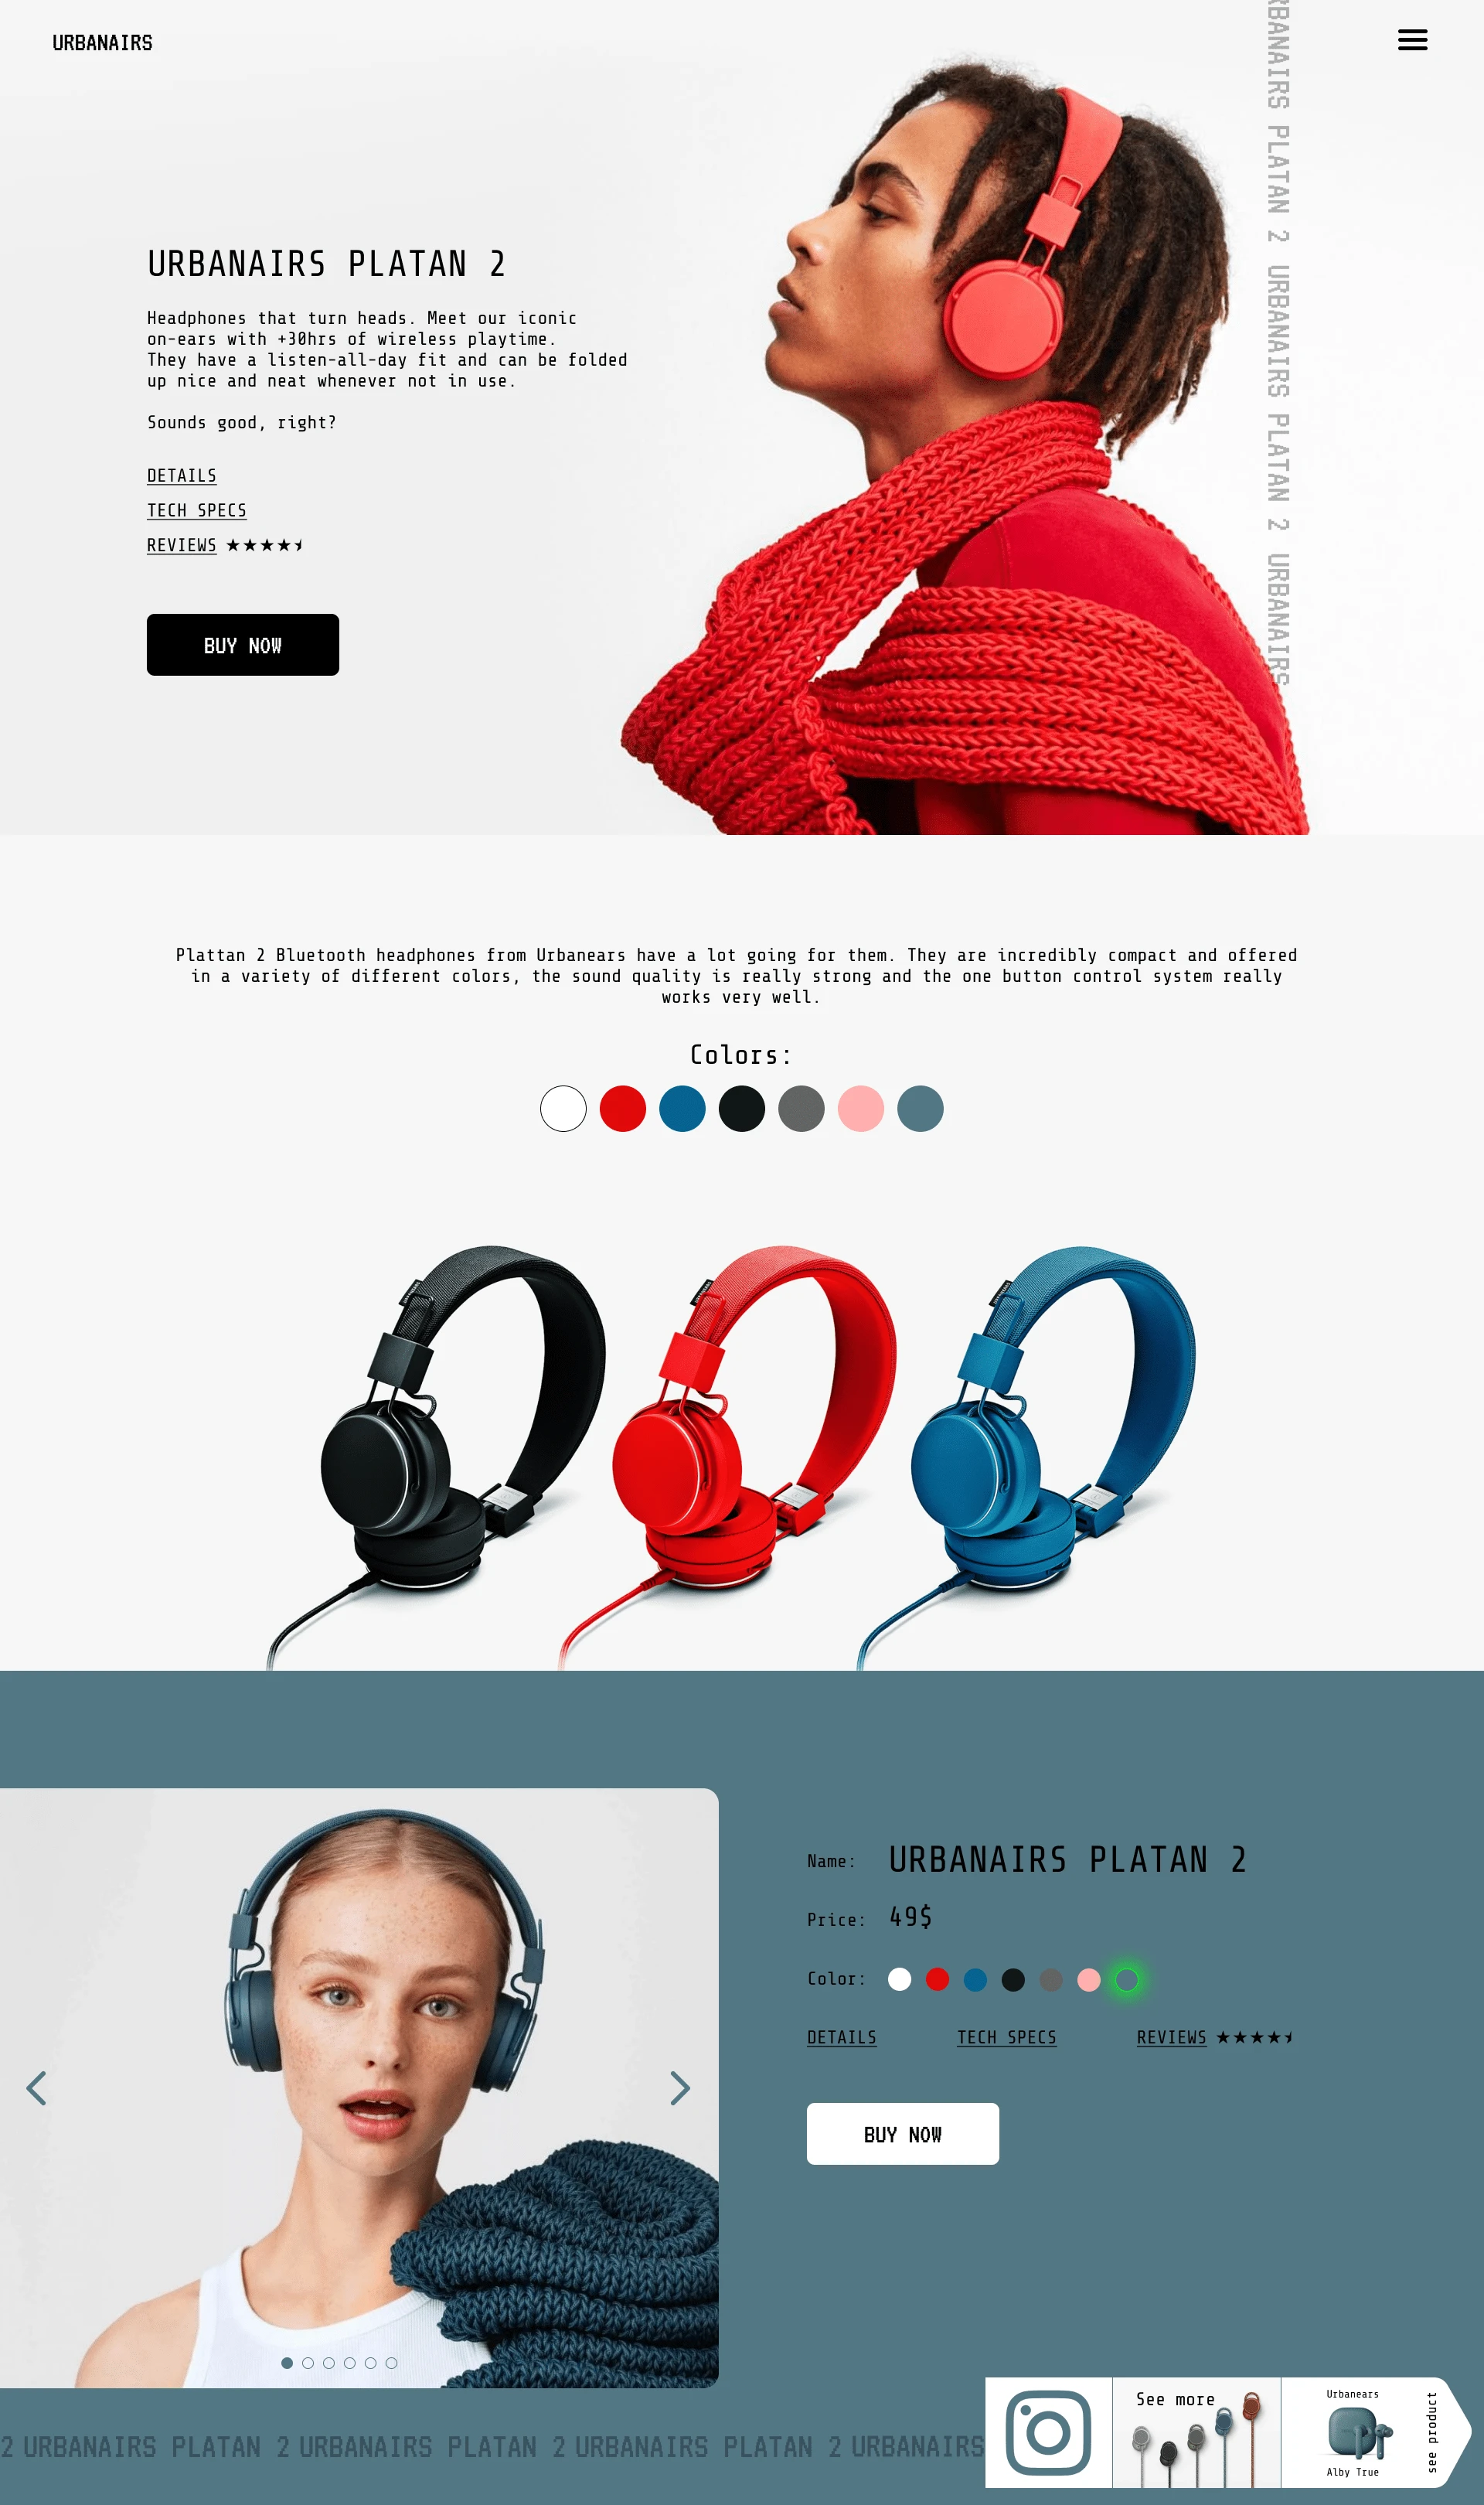 URBANAIRS
URBANAIRS PLATAN 2 URBANAIRS PLATAN 2 URBANAIRS
URBANAIRS PLATAN 2
Headphones that turn heads. Meet our iconic
on-ears with +30hrs of wireless playtime.
They have a listen-all-day fit and can be folded
up nice and neat whenever not in use.
Sounds good, right?
DETAILS
TECH SPECS
REVIEWS ★★★★⯨
BUY NOW
Plattan 2 Bluetooth headphones from Urbanears have a lot going for them. They are incredibly compact and offered
in a variety of different colors, the sound quality is really strong and the one button control system really
works very well.
Colors:
Name: URBANAIRS PLATAN 2
Price: 49$
Color:
DETAILS TECH SPECS REVIEWS ★★★★⯨
BUY NOW
See more
Urbanears
Alby True
see product
2 URBANAIRS PLATAN 2 URBANAIRS PLATAN 2 URBANAIRS PLATAN 2 URBANAIRS